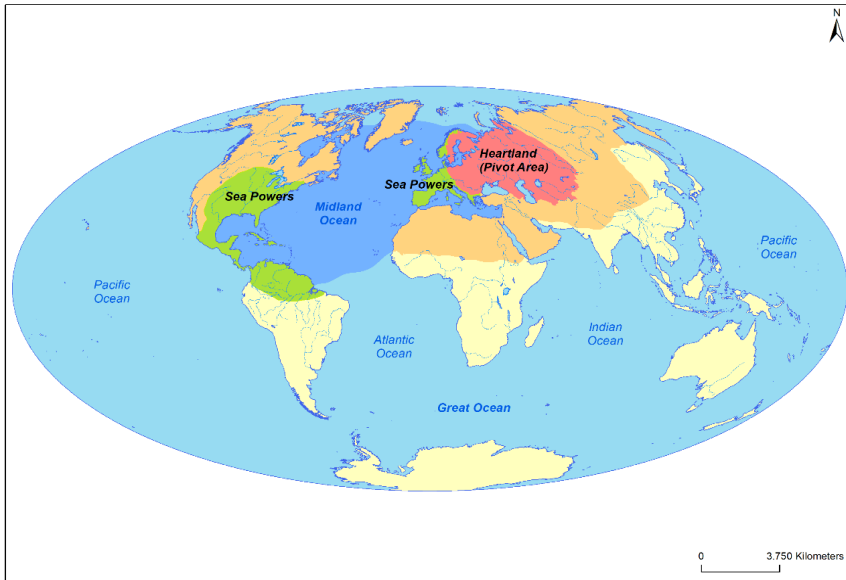 N
Heartland
(Pivot Area)
Sea Powers
Sea Powers
Midland
Ocean
Pacific
Ocean
Pacific
Ocean
Atlantic
Ocean
Indian
Ocean
Great Ocean
0 3.750 Kilometers